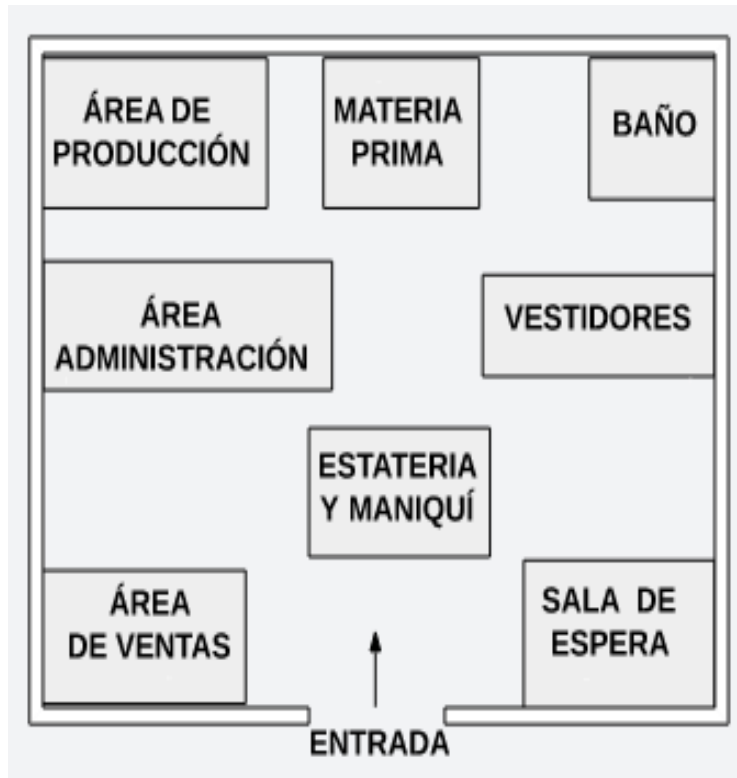 ÁREA DE
PRODUCCIÓN
MATERIA
PRIMA
BAÑO
ÁREA
ADMINISTRACIÓN
VESTIDORES
ESTATERIA
Y MANIQUÍ
ÁREA
DE VENTAS
SALA DE
ESPERA
ENTRADA